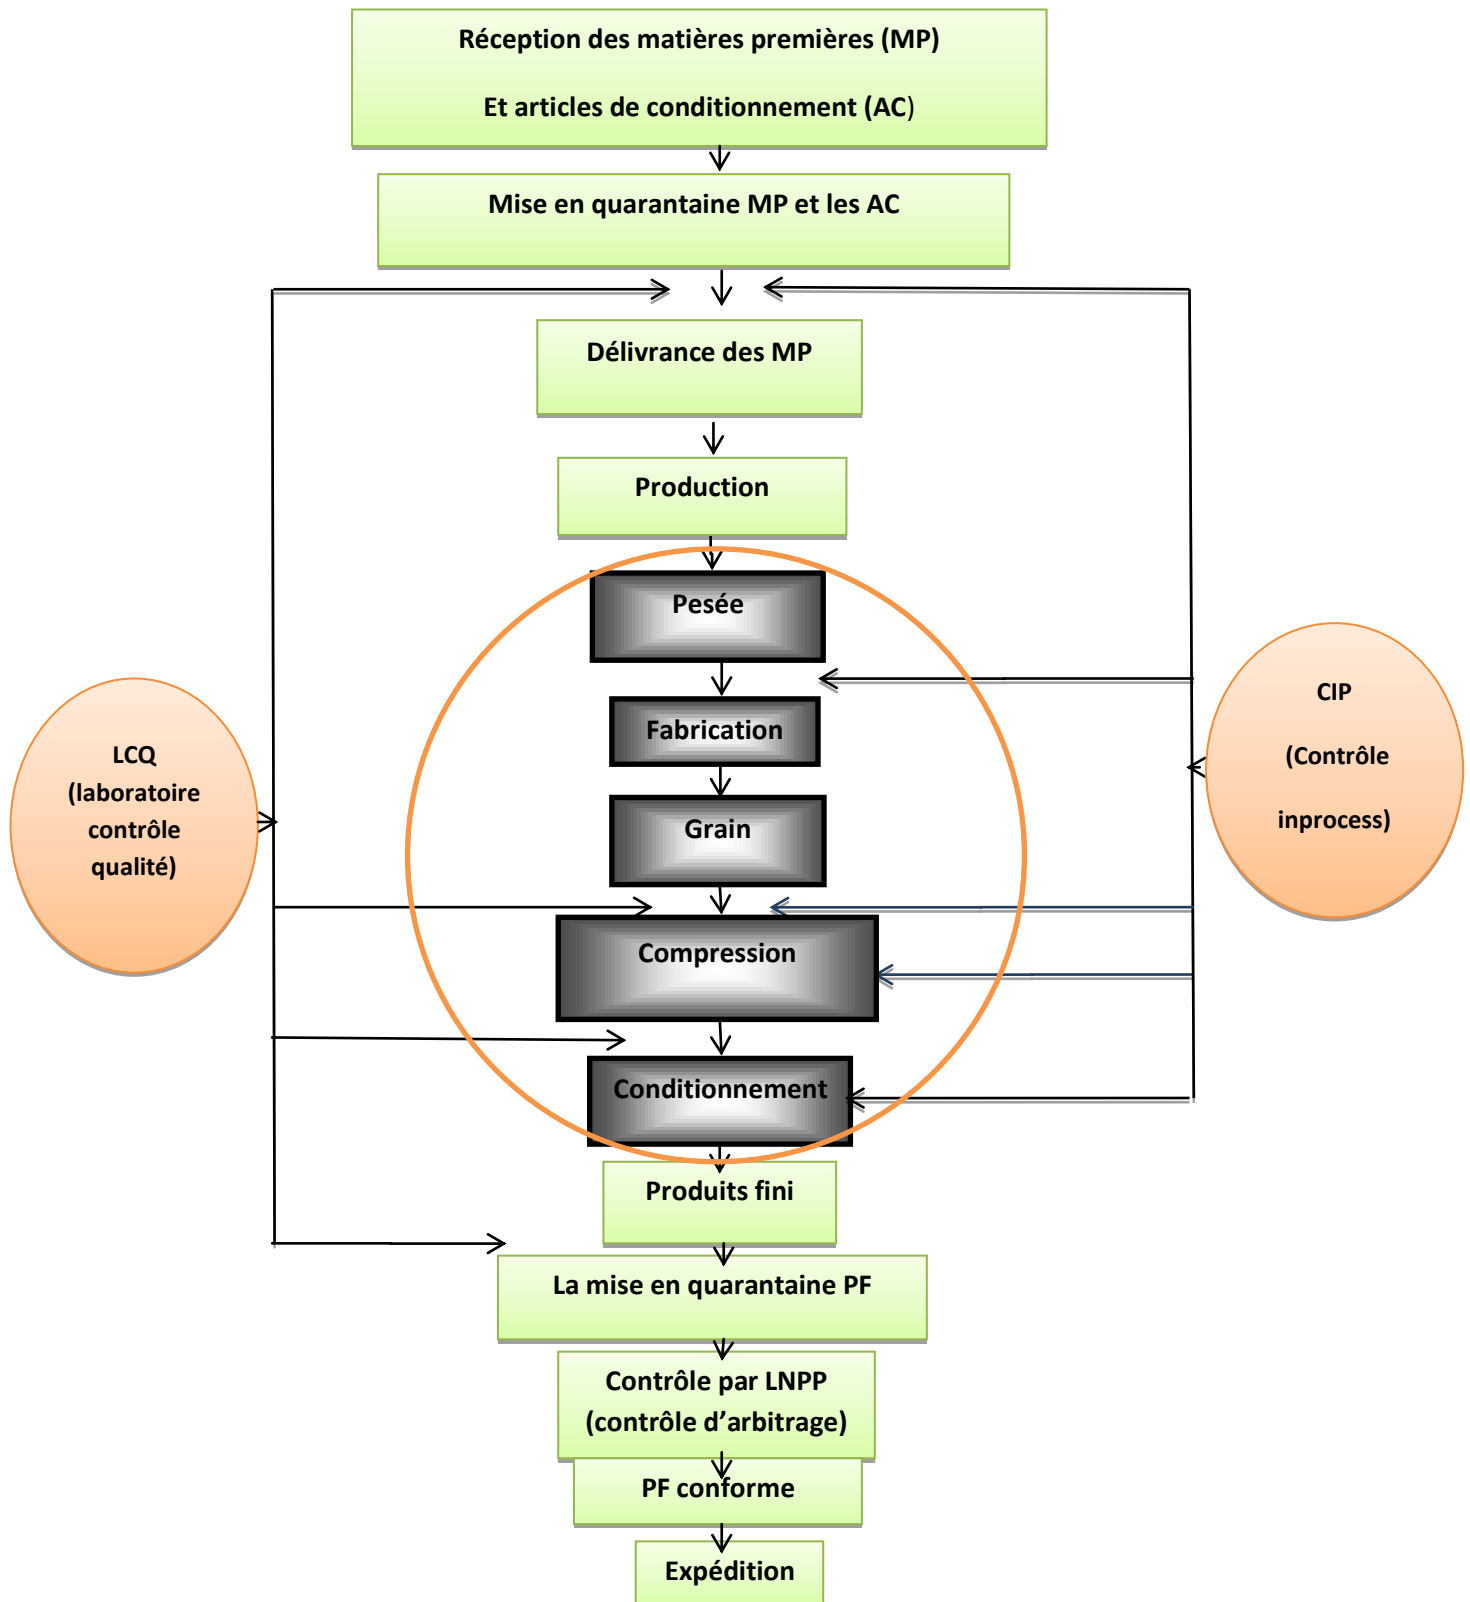 Réception des matières premières (MP)
Et articles de conditionnement (AC)
Mise en quarantaine MP et les AC
Délivrance des MP
Production
Pesée
Fabrication
Grain
Compression
Conditionnement
LCQ
(laboratoire
contrôle
qualité)
CIP
(Contrôle
inprocess)
Produits fini
La mise en quarantaine PF
Contrôle par LNPP
(contrôle d’arbitrage)
PF conforme
Expédition